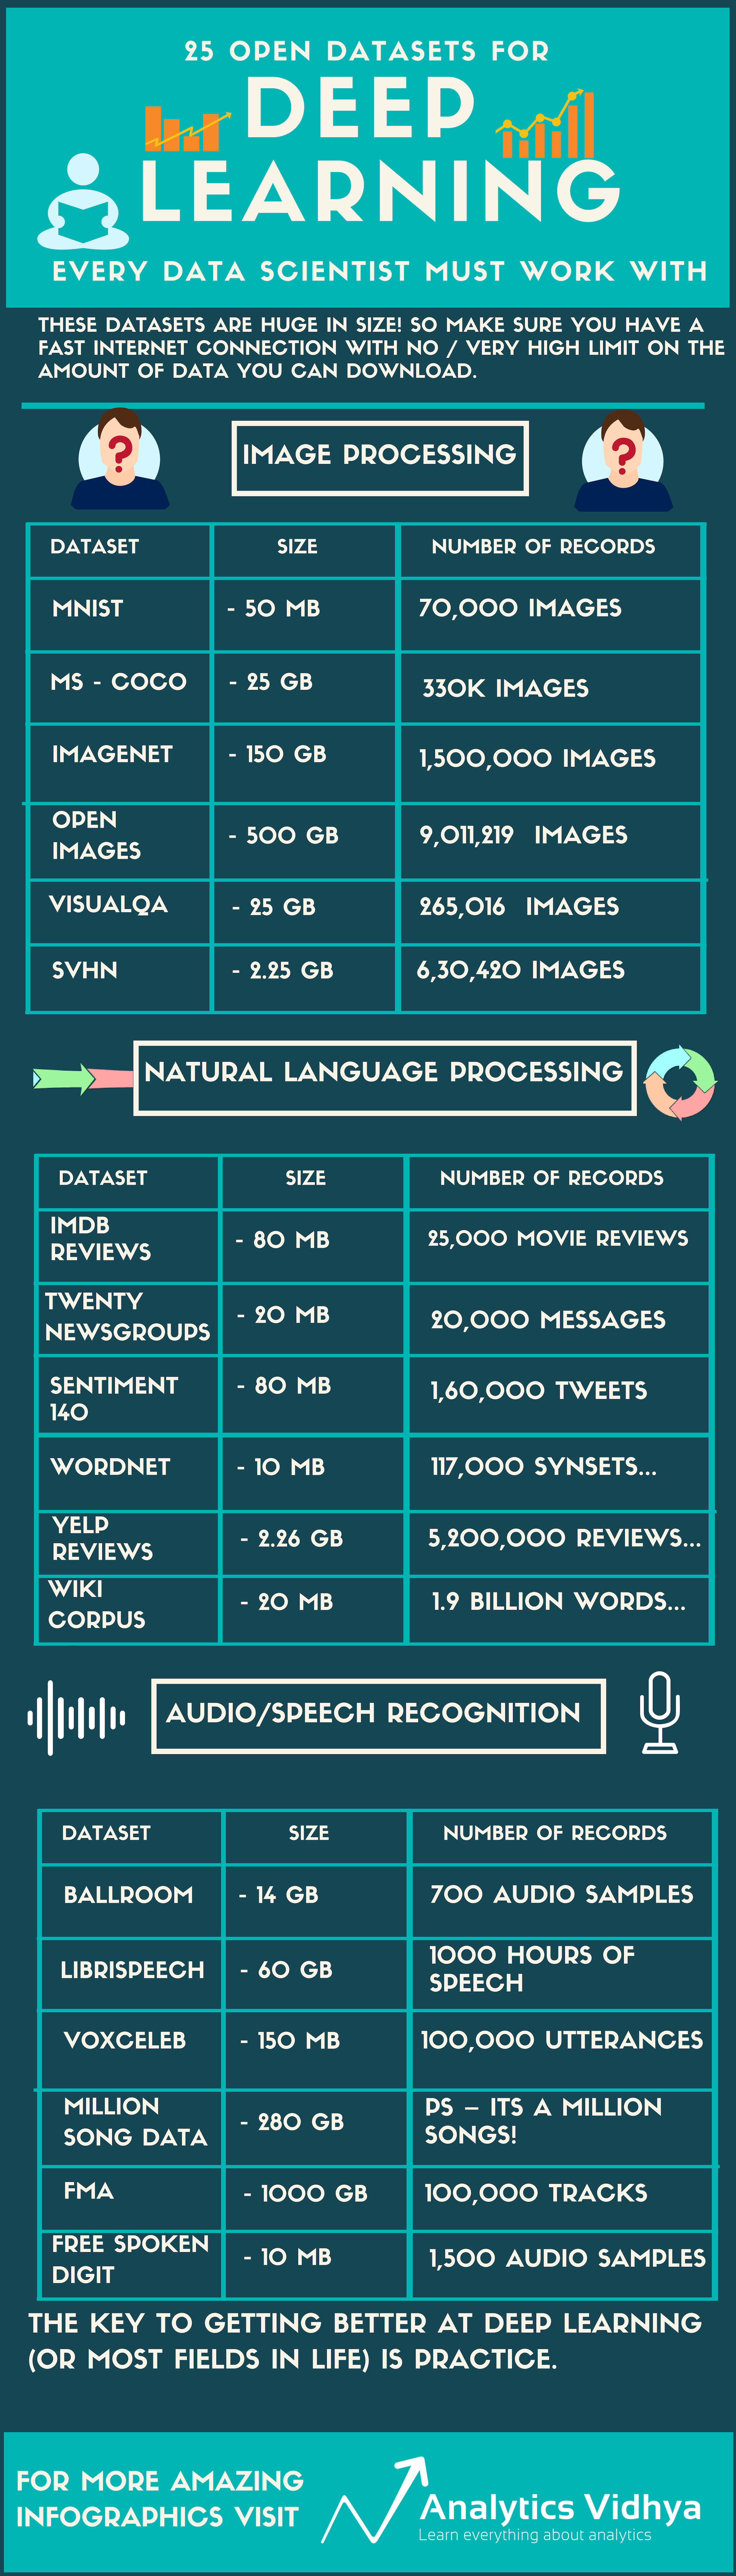 25 OPEN DATASETS FOR
DEEP
LEARNING
EVERY DATA SCIENTIST MUST WORK WITH
THESE DATASETS ARE HUGE IN SIZE! SO MAKE SURE YOU HAVE A
FAST INTERNET CONNECTION WITH NO / VERY HIGH LIMIT ON THE
AMOUNT OF DATA YOU CAN DOWNLOAD.
? ?
IMAGE PROCESSING
DATASET SIZE NUMBER OF RECORDS
MNIST - 50 MB 70,000 IMAGES
MS - COCO - 25 GB 330K IMAGES
IMAGENET - 150 GB 1,500,000 IMAGES
OPEN
IMAGES - 500 GB 9,011,219 IMAGES
VISUALQA - 25 GB 265,016 IMAGES
SVHN - 2.25 GB 6,30,420 IMAGES
NATURAL LANGUAGE PROCESSING
DATASET SIZE NUMBER OF RECORDS
IMDB
REVIEWS - 80 MB 25,000 MOVIE REVIEWS
TWENTY
NEWSGROUPS - 20 MB 20,000 MESSAGES
SENTIMENT
140 - 80 MB 1,60,000 TWEETS
WORDNET - 10 MB 117,000 SYNSETS...
YELP
REVIEWS - 2.26 GB 5,200,000 REVIEWS...
WIKI
CORPUS - 20 MB 1.9 BILLION WORDS...
AUDIO/SPEECH RECOGNITION
DATASET SIZE NUMBER OF RECORDS
BALLROOM - 14 GB 700 AUDIO SAMPLES
LIBRISPEECH - 60 GB 1000 HOURS OF
SPEECH
VOXCELEB - 150 MB 100,000 UTTERANCES
MILLION
SONG DATA - 280 GB PS – ITS A MILLION
SONGS!
FMA - 1000 GB 100,000 TRACKS
FREE SPOKEN
DIGIT - 10 MB 1,500 AUDIO SAMPLES
THE KEY TO GETTING BETTER AT DEEP LEARNING
(OR MOST FIELDS IN LIFE) IS PRACTICE.
FOR MORE AMAZING
INFOGRAPHICS VISIT
Analytics Vidhya
Learn everything about analytics